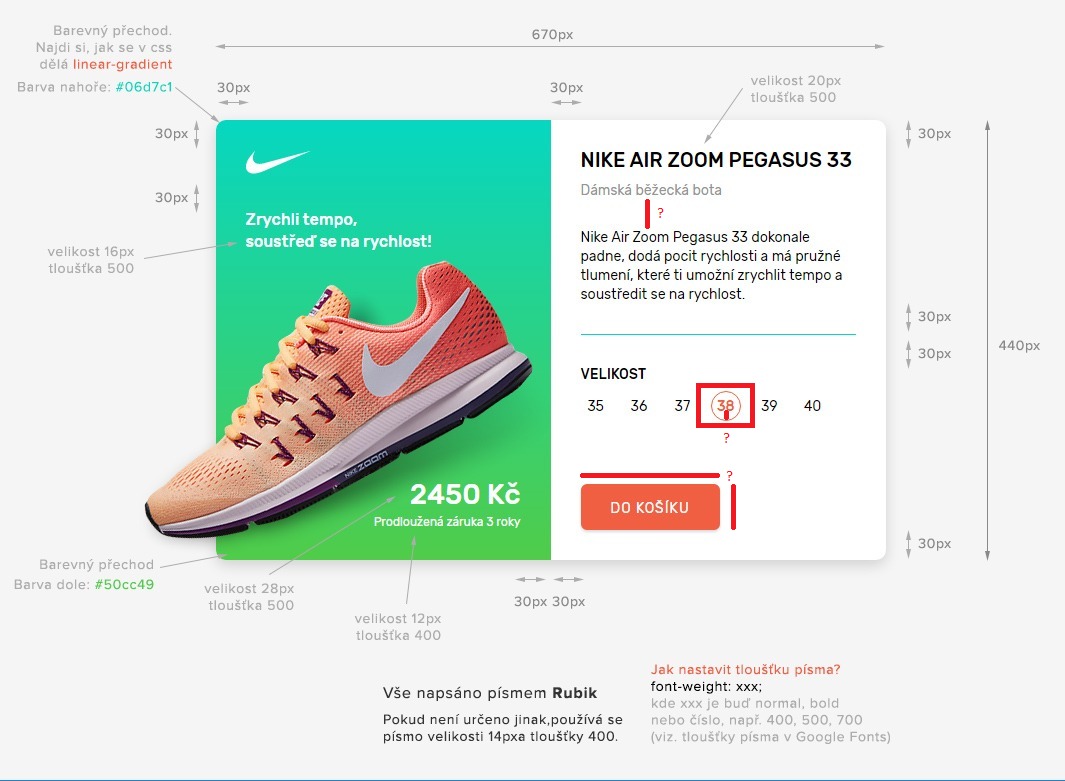 Barevný přechod.
Najdi si, jak se v css
dělá linear-gradient
Barva nahoře: #06d7c1
670px
30px
30px
velikost 20px
tloušťka 500
30px
30px
30px
NIKE AIR ZOOM PEGASUS 33
Dámská běžecká bota
?
Zrychli tempo,
soustřeď se na rychlost!
velikost 16px
tloušťka 500
Nike Air Zoom Pegasus 33 dokonale
padne, dodá pocit rychlosti a má pružné
tlumení, které ti umožní zrychlit tempo a
soustředit se na rychlost.
30px
30px
440px
VELIKOST
35 36 37 38 39 40
?
?
NIKE ZOOM
2450 Kč
Prodloužená záruka 3 roky
DO KOŠÍKU
30px
Barevný přechod
Barva dole: #50cc49
velikost 28px
tloušťka 500
velikost 12px
tloušťka 400
30px 30px
Vše napsáno písmem Rubik
Pokud není určeno jinak,používá se
písmo velikosti 14pxa tloušťky 400.
Jak nastavit tloušťku písma?
font-weight: xxx;
kde xxx je buď normal, bold
nebo číslo, např. 400, 500, 700
(viz. tloušťky písma v Google Fonts)